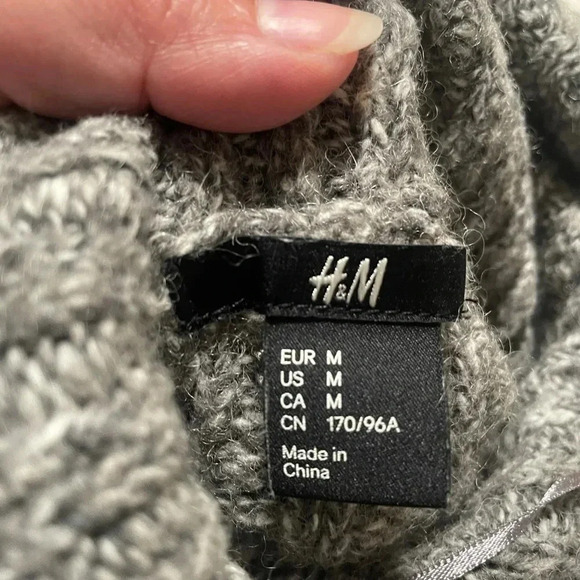 H&M
EUR M
US M
CA M
CN 170/96A
Made in
China